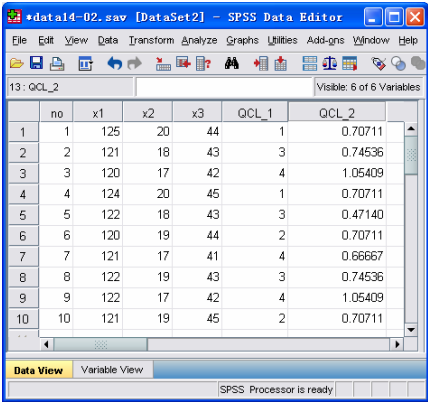 *data14-02.sav [DataSet2] - SPSS Data Editor
File Edit View Data Transform Analyze Graphs Utilities Add-ons Window Help
13 : QCL_2 Visible: 6 of 6 Variables
no x1 x2 x3 QCL_1 QCL_2
1 1 125 20 44 1 0.70711
2 2 121 18 43 3 0.74536
3 3 120 17 42 4 1.05409
4 4 124 20 45 1 0.70711
5 5 122 18 43 3 0.47140
6 6 120 19 44 2 0.70711
7 7 121 17 41 4 0.66667
8 8 122 19 43 3 0.74536
9 9 122 17 42 4 1.05409
10 10 121 19 45 2 0.70711
Data View Variable View
SPSS Processor is ready